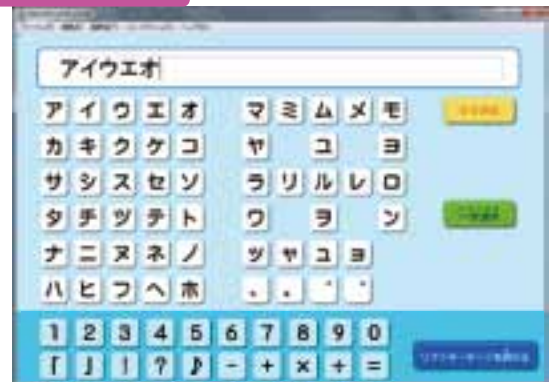 アイウエオ
ア イ ウ エ オ マ ミ ム メ モ
カ キ ク ケ コ ヤ ユ ヨ
サ シ ス セ ソ ラ リ ル レ ロ
タ チ ツ テ ト ワ ヲ ン
ナ ニ ヌ ネ ノ ッ ャ ュ ョ
ハ ヒ フ ヘ ホ 、 。 ゛ ゜
1 2 3 4 5 6 7 8 9 0
「 」 ! ? ♪ - + × ÷ =